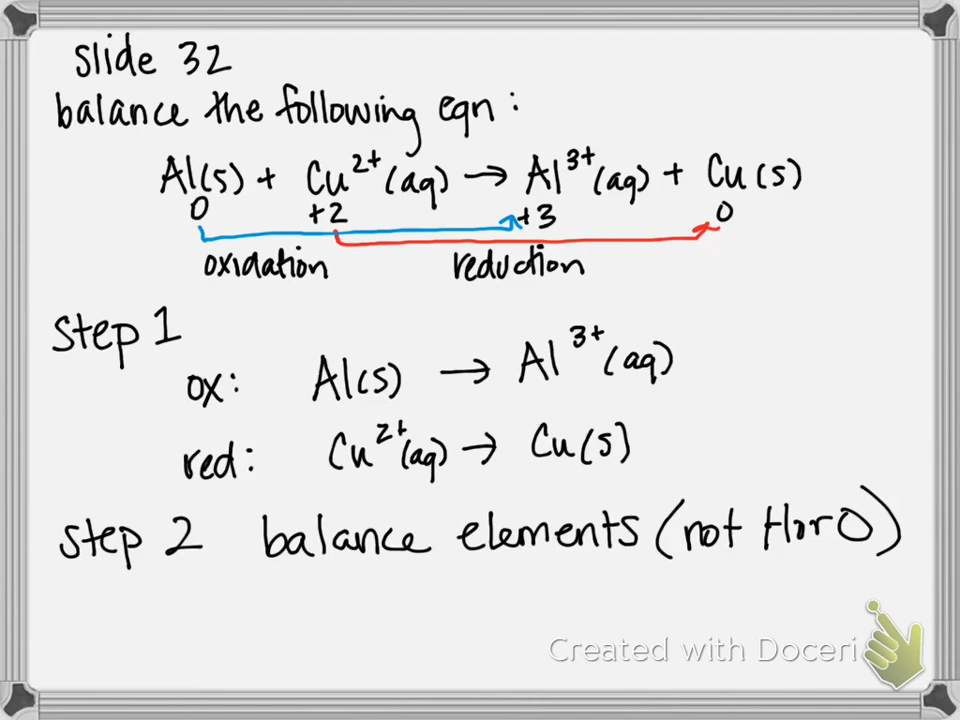 slide 32
balance the following eqn:
Al(s) + Cu²⁺(aq) → Al³⁺(aq) + Cu(s)
0 +2 +3 0
oxidation reduction
step 1
ox: Al(s) → Al³⁺(aq)
red: Cu²⁺(aq) → Cu(s)
step 2 balance elements (not H or O)
Created with Doceri